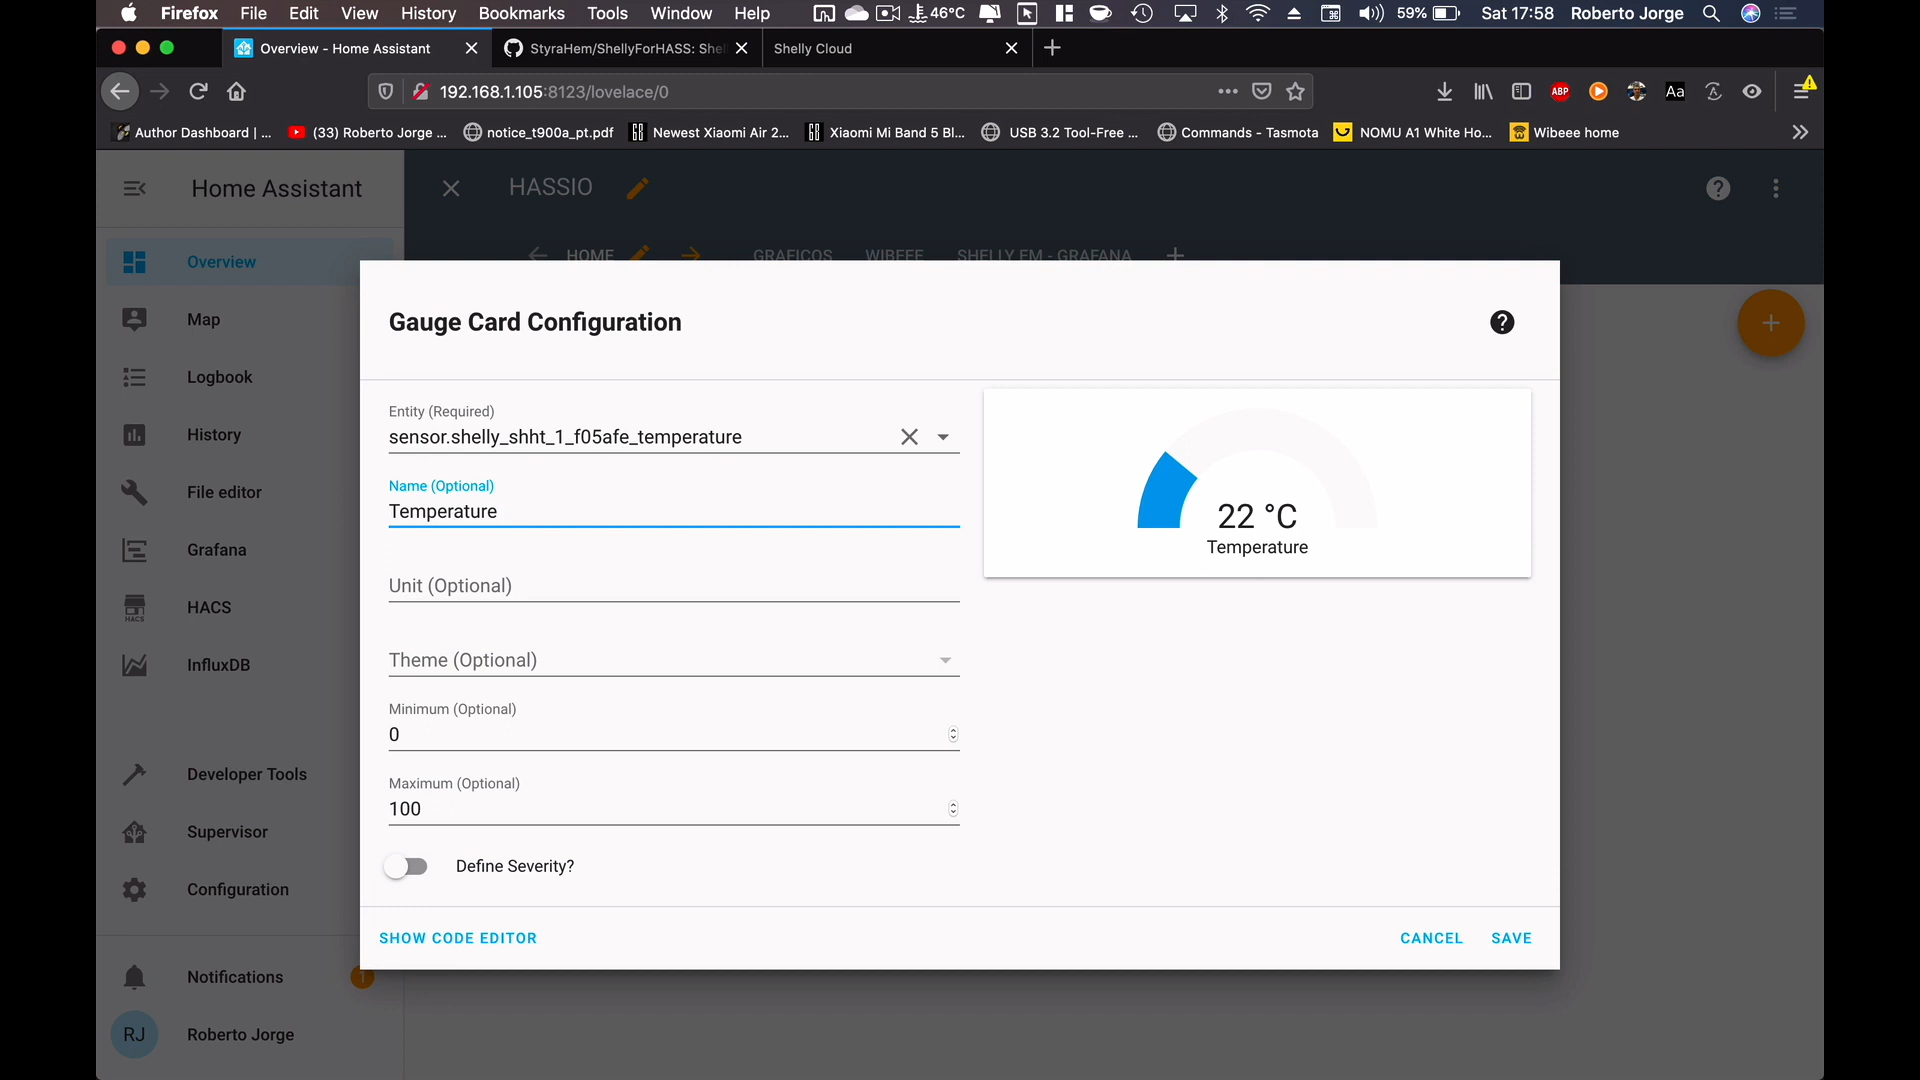 Firefox File Edit View History Bookmarks Tools Window Help 46°C 59% Sat 17:58 Roberto Jorge
Overview - Home Assistant StyraHem/ShellyForHASS: She Shelly Cloud
192.168.1.105:8123/lovelace/0 ABP Aa
Author Dashboard | ... (33) Roberto Jorge ... notice_t900a_pt.pdf Newest Xiaomi Air 2... Xiaomi Mi Band 5 Bl... USB 3.2 Tool-Free ... Commands - Tasmota NOMU A1 White Ho... Wibeee home
Home Assistant
HASSIO
HOME GRAFICOS WIBEEE SHELLY EM - GRAFANA
Overview
Map
Logbook
History
File editor
Grafana
HACS
HACS
InfluxDB
Developer Tools
Supervisor
Configuration
Notifications 1
RJ Roberto Jorge
Gauge Card Configuration
Entity (Required)
sensor.shelly_shht_1_f05afe_temperature
Name (Optional)
Temperature
Unit (Optional)
Theme (Optional)
Minimum (Optional)
0
Maximum (Optional)
100
Define Severity?
22 °C
Temperature
SHOW CODE EDITOR CANCEL SAVE